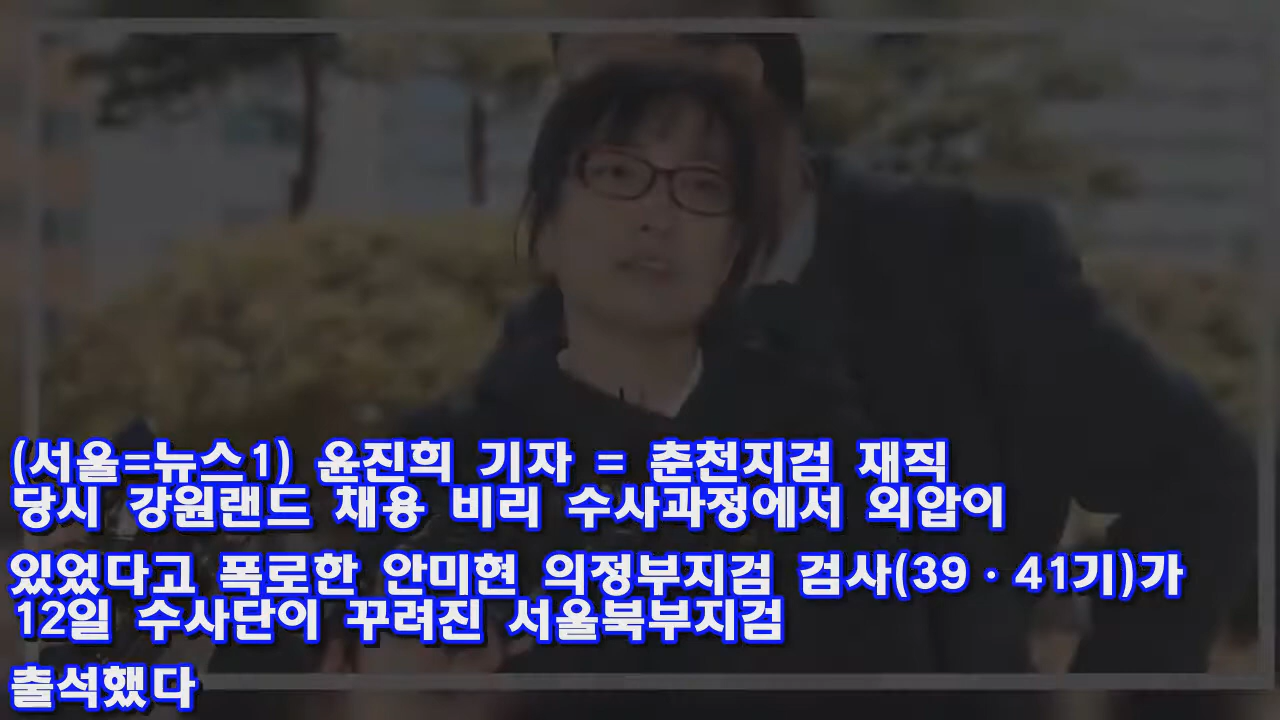 (서울=뉴스1) 윤진희 기자 = 춘천지검 재직
당시 강원랜드 채용 비리 수사과정에서 외압이
있었다고 폭로한 안미현 의정부지검 검사(39·41기)가
12일 수사단이 꾸려진 서울북부지검
출석했다